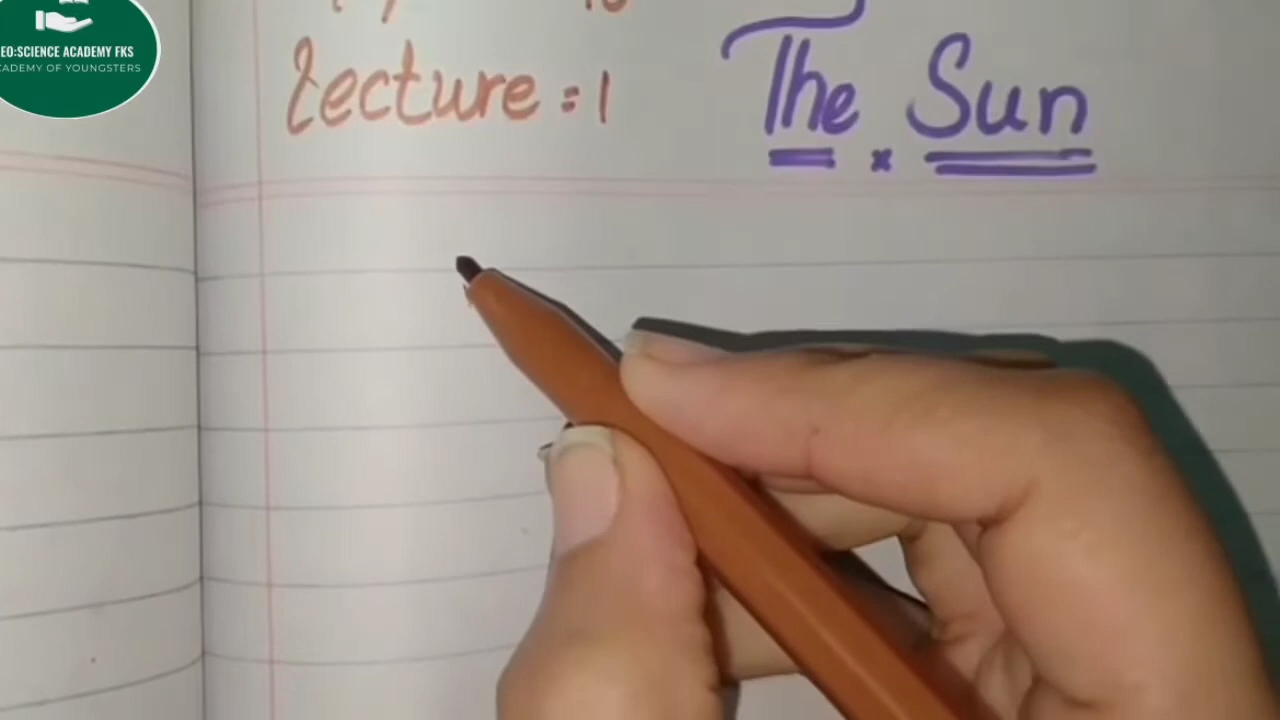 EO:SCIENCE ACADEMY FKS
CADEMY OF YOUNGSTERS
Lecture = 1
The Sun